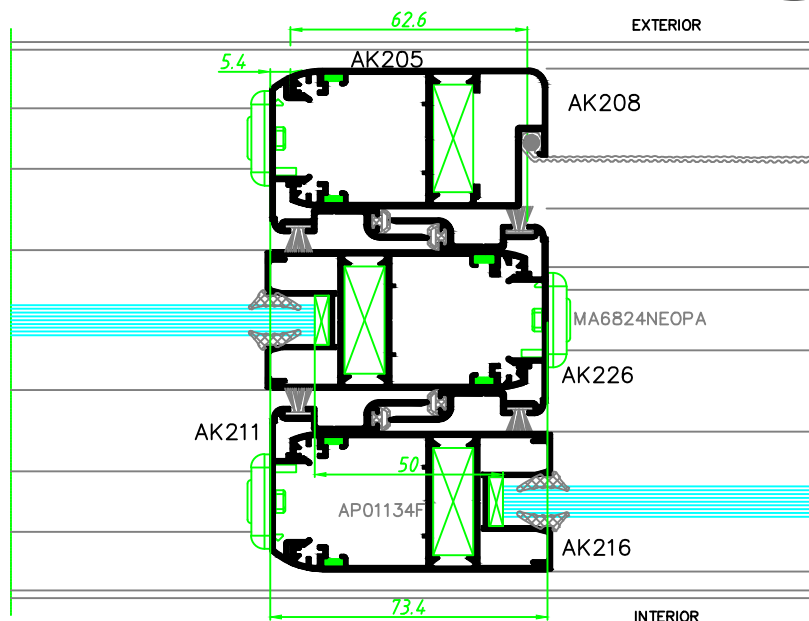 62.6
EXTERIOR
5.4
AK205
AK208
MA6824NEOPA
AK226
AK211
50
AP01134F
AK216
73.4
INTERIOR